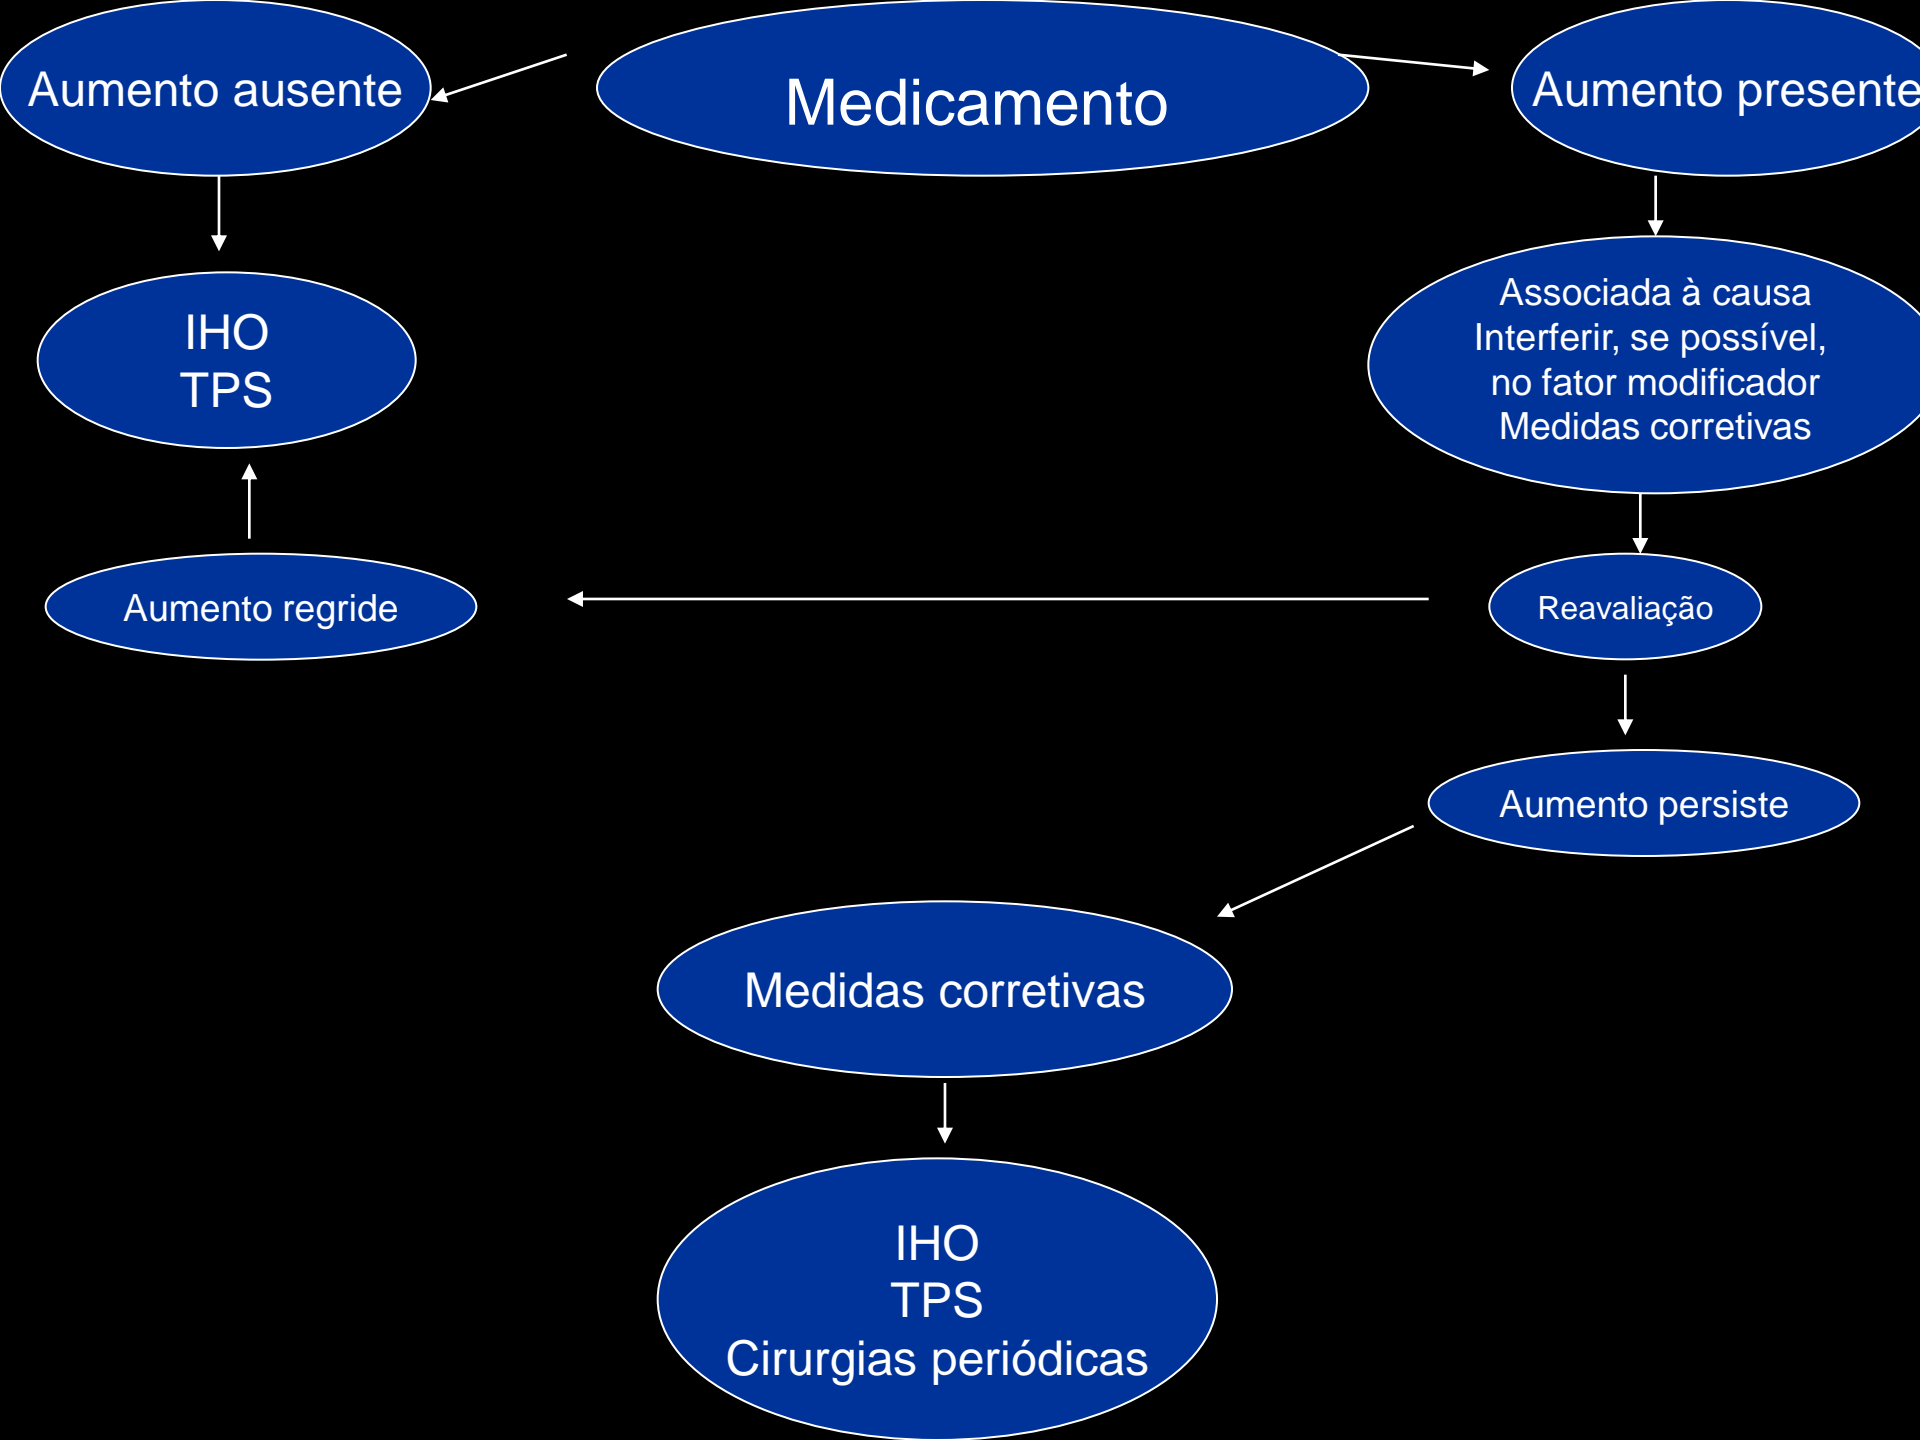 Aumento ausente
Medicamento
Aumento presente
IHO
TPS
Associada à causa
Interferir, se possível,
no fator modificador
Medidas corretivas
Aumento regride
Reavaliação
Aumento persiste
Medidas corretivas
IHO
TPS
Cirurgias periódicas